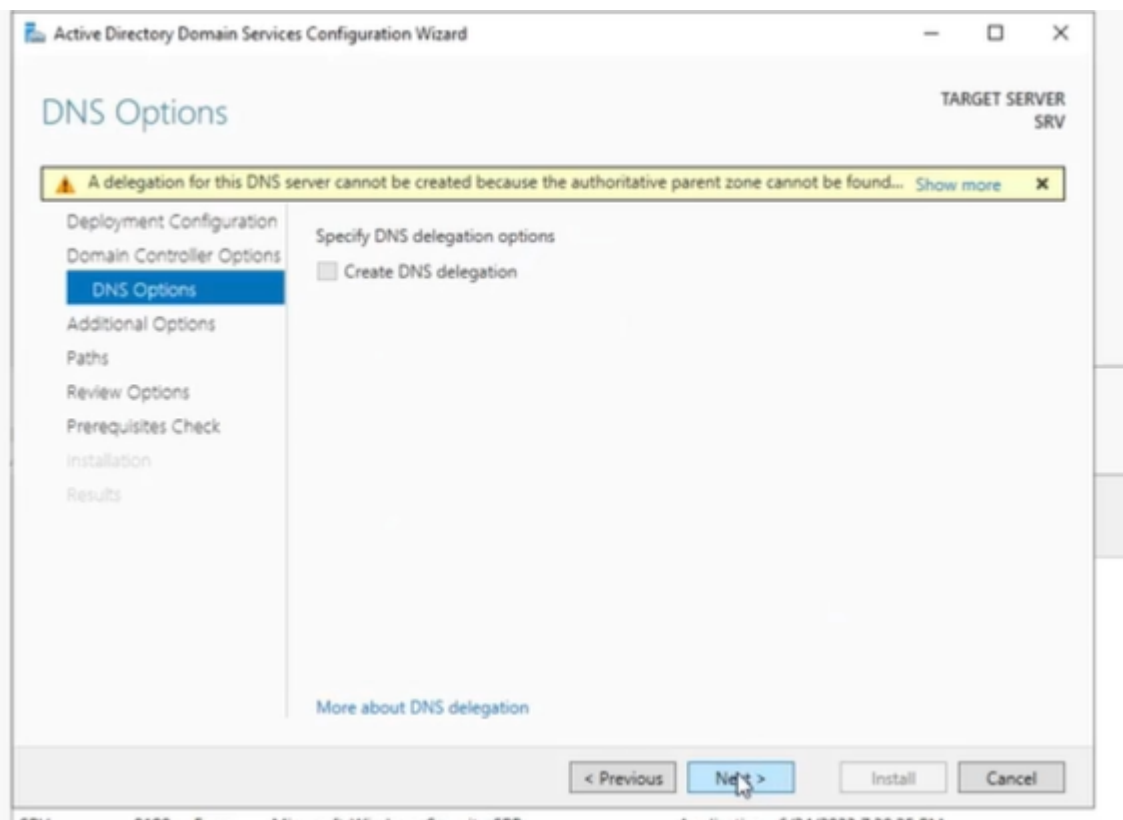 Active Directory Domain Services Configuration Wizard
DNS Options
TARGET SERVER
SRV
A delegation for this DNS server cannot be created because the authoritative parent zone cannot be found... Show more
Deployment Configuration
Domain Controller Options
DNS Options
Additional Options
Paths
Review Options
Prerequisites Check
Installation
Results
Specify DNS delegation options
Create DNS delegation
More about DNS delegation
< Previous
Next >
Install
Cancel